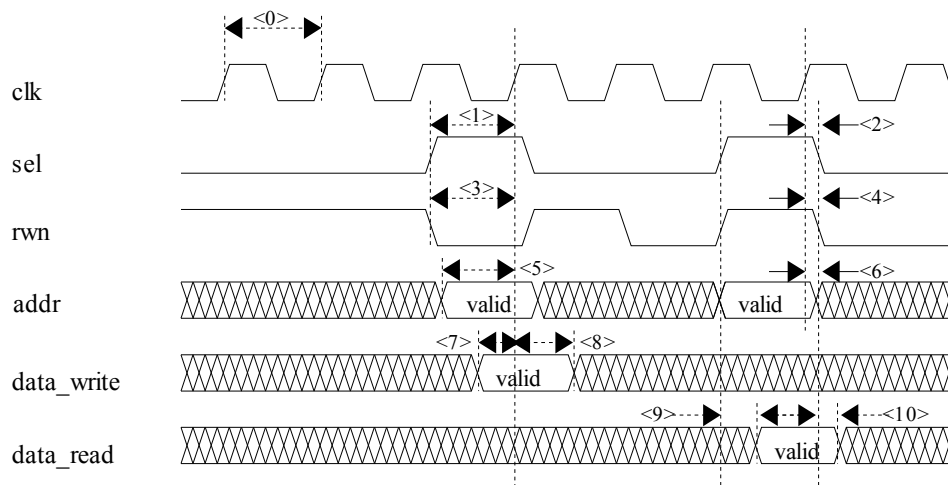 <0>
clk
<1> <2>
sel
<3> <4>
rwn
<5> <6>
addr valid valid
<7> <8>
data_write valid
<9> <10>
data_read valid